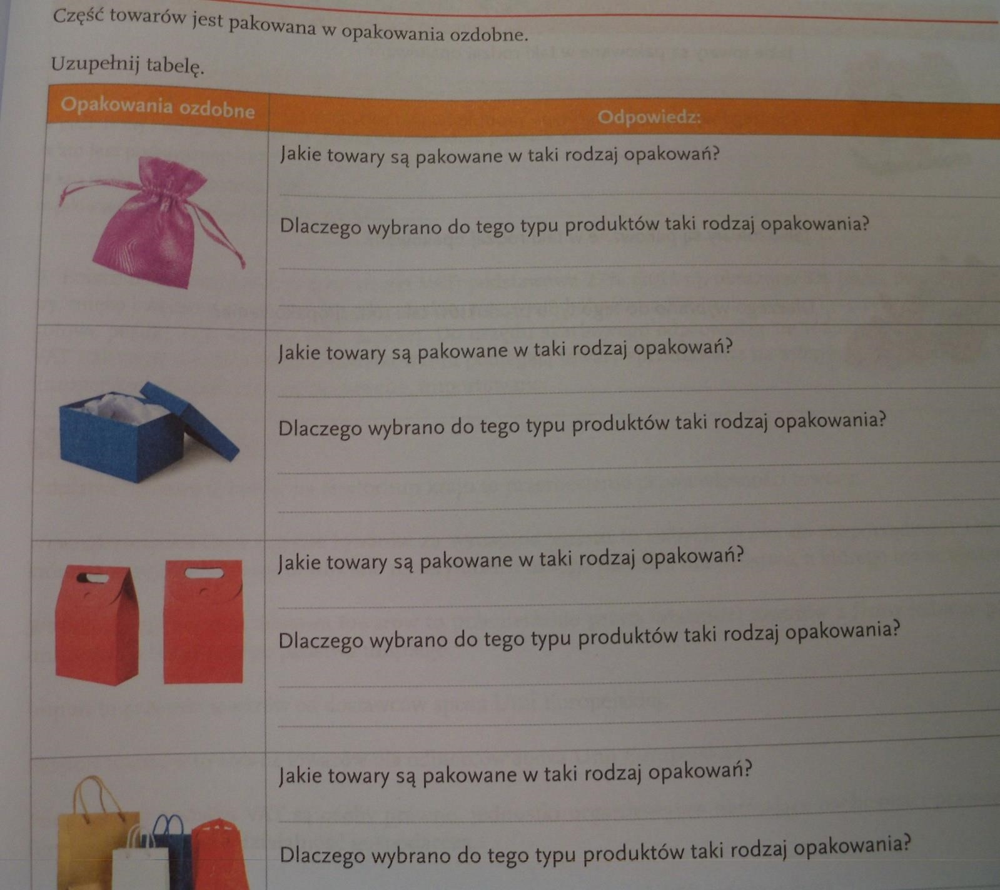 Część towarów jest pakowana w opakowania ozdobne.
Uzupełnij tabelę.
Opakowania ozdobne
Odpowiedz:
Jakie towary są pakowane w taki rodzaj opakowań?
Dlaczego wybrano do tego typu produktów taki rodzaj opakowania?
Jakie towary są pakowane w taki rodzaj opakowań?
Dlaczego wybrano do tego typu produktów taki rodzaj opakowania?
Jakie towary są pakowane w taki rodzaj opakowań?
Dlaczego wybrano do tego typu produktów taki rodzaj opakowania?
Jakie towary są pakowane w taki rodzaj opakowań?
Dlaczego wybrano do tego typu produktów taki rodzaj opakowania?